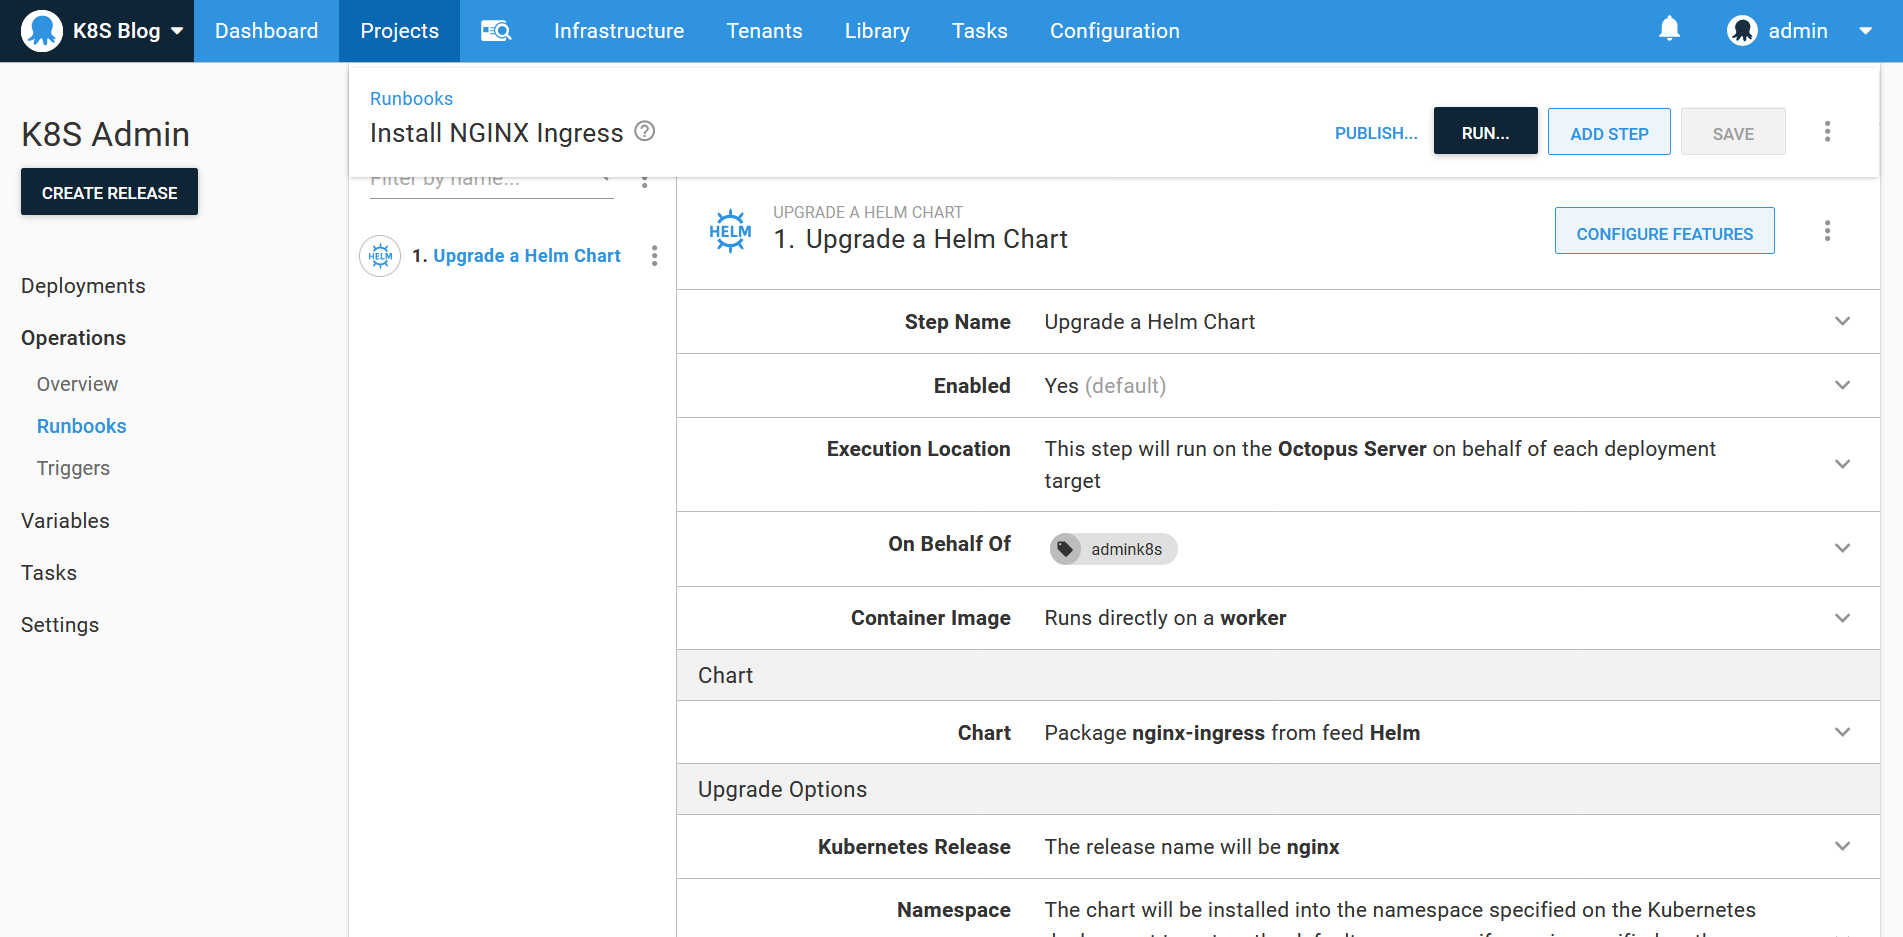 K8S Blog
Dashboard
Projects
Infrastructure
Tenants
Library
Tasks
Configuration
admin
K8S Admin
CREATE RELEASE
Deployments
Operations
Overview
Runbooks
Triggers
Variables
Tasks
Settings
Runbooks
Install NGINX Ingress
PUBLISH...
RUN...
ADD STEP
SAVE
Filter by name...
1. Upgrade a Helm Chart
HELM
HELM
UPGRADE A HELM CHART
1. Upgrade a Helm Chart
CONFIGURE FEATURES
Step Name Upgrade a Helm Chart
Enabled Yes (default)
Execution Location This step will run on the Octopus Server on behalf of each deployment
target
On Behalf Of admink8s
Container Image Runs directly on a worker
Chart
Chart Package nginx-ingress from feed Helm
Upgrade Options
Kubernetes Release The release name will be nginx
Namespace The chart will be installed into the namespace specified on the Kubernetes